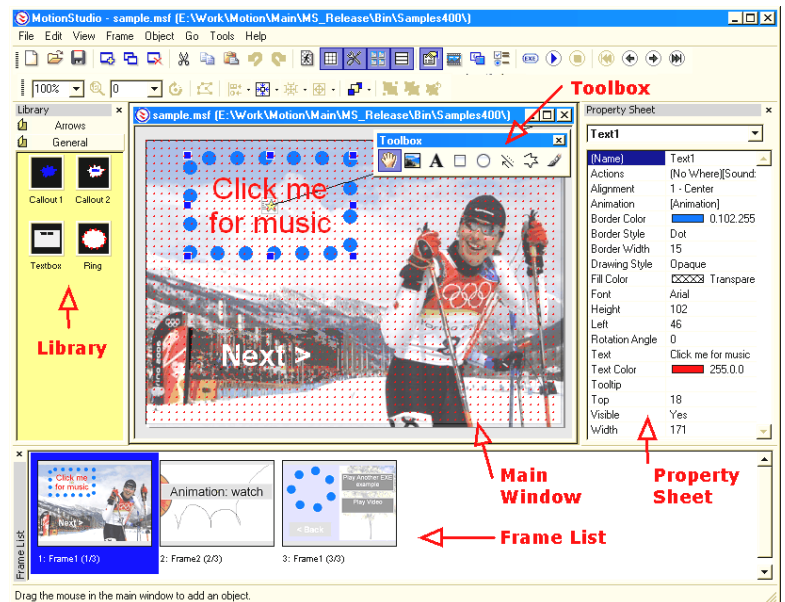 MotionStudio - sample.msf (E:\Work\Motion\Main\MS_Release\Bin\Samples400\)
File Edit View Frame Object Go Tools Help
EXE
100% 0
Toolbox
Library
Arrows
General
Callout 1 Callout 2
Textbox Ring
Library
sample.msf (E:\Work\Motion\Main\MS_Release\Bin\Samples400\)
Toolbox
A
Click me
for music
Next >
Property Sheet
Text1
(Name) Text1
Actions (No Where)[Sound:
Alignment 1 - Center
Animation [Animation]
Border Color 0.102.255
Border Style Dot
Border Width 15
Drawing Style Opaque
Fill Color Transpare
Font Arial
Height 102
Left 46
Rotation Angle 0
Text Click me for music
Text Color 255.0.0
Tooltip
Top 18
Visible Yes
Width 171
Main
Window
Property
Sheet
Frame List
Click me
for music
Next >
1: Frame1 (1/3)
Animation: watch
2: Frame2 (2/3)
Play Another EXE
example
Play Video
< Back
3: Frame1 (3/3)
Frame List
Drag the mouse in the main window to add an object.